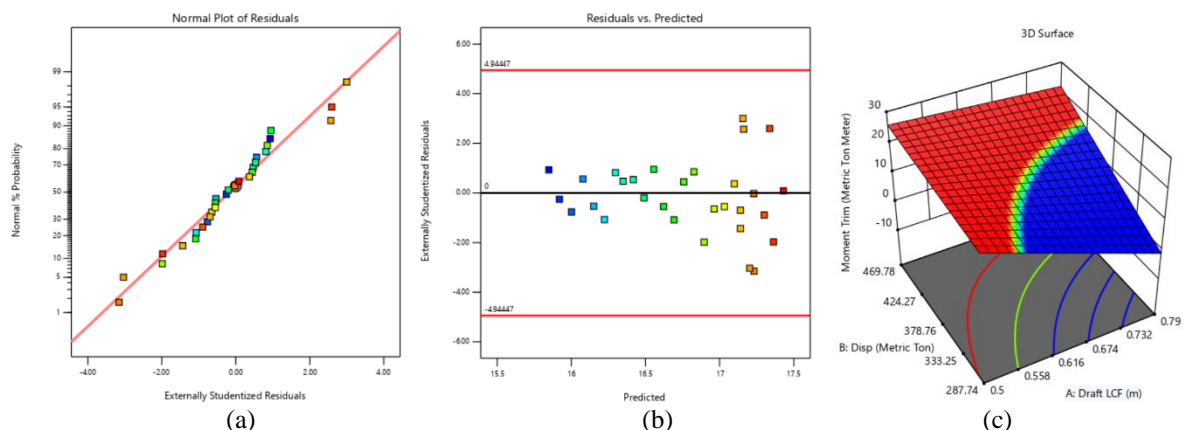 Normal Plot of Residuals
Normal % Probability
99
95
90
80
70
50
30
20
10
5
1
-4.00 -2.00 0.00 2.00 4.00
Externally Studentized Residuals
(a)
Residuals vs. Predicted
Externally Studentized Residuals
6.00
4.94447
4.00
2.00
0
0.00
-2.00
-4.00
-4.94447
-6.00
15.5 16 16.5 17 17.5
Predicted
(b)
3D Surface
Moment Trim (Metric Ton Meter)
30
20
10
0
-10
469.78
424.27
378.76
333.25
287.74
B: Disp (Metric Ton)
0.5
0.558
0.616
0.674
0.732
0.79
A: Draft LCF (m)
(c)